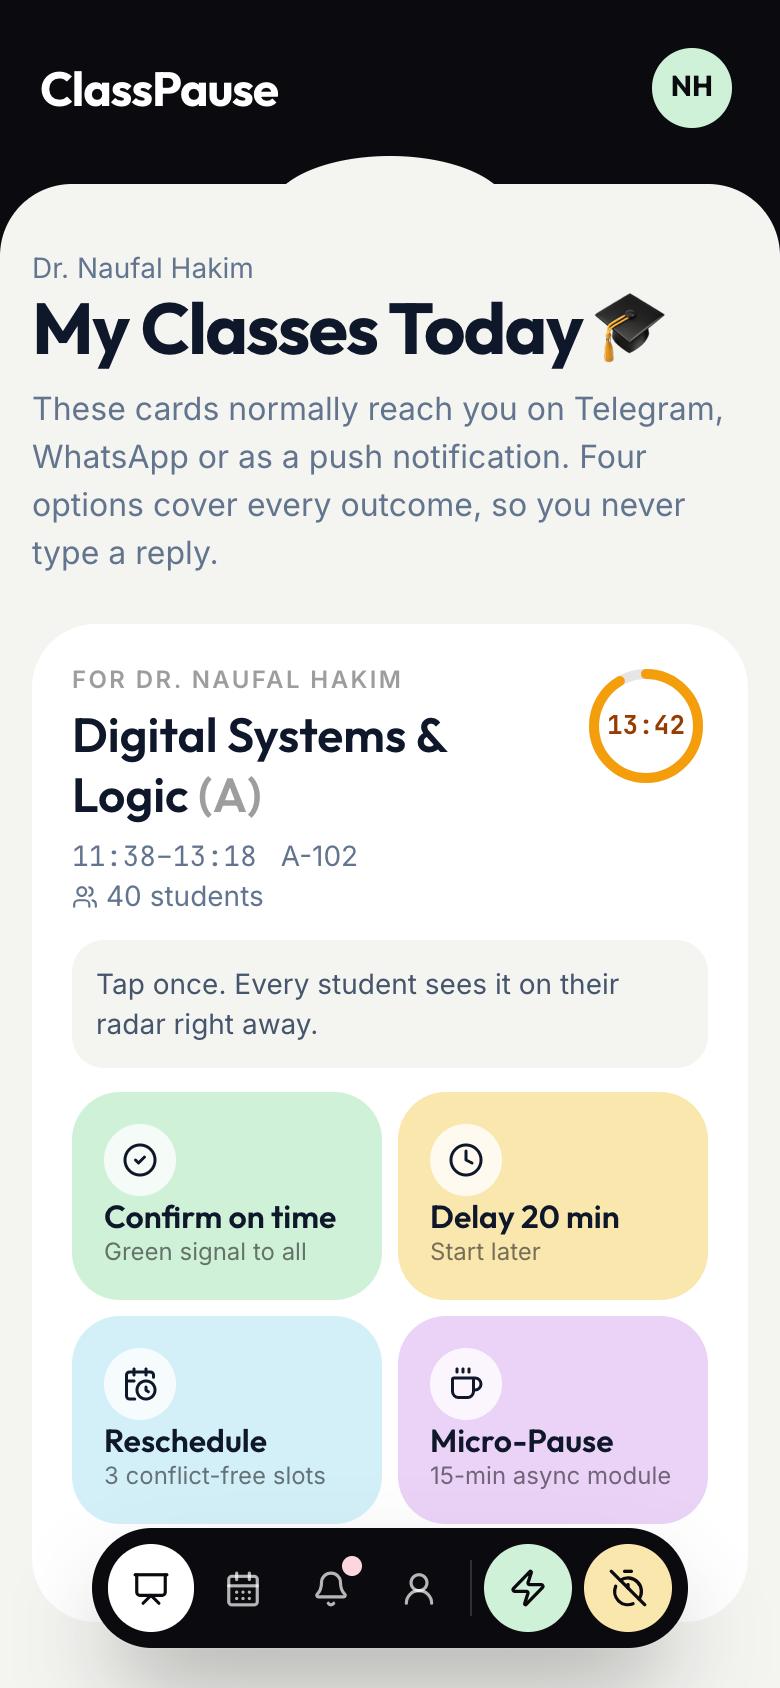 ClassPause
NH
Dr. Naufal Hakim
My Classes Today 🎓
These cards normally reach you on Telegram,
WhatsApp or as a push notification. Four
options cover every outcome, so you never
type a reply.
FOR DR. NAUFAL HAKIM
13:42
Digital Systems &
Logic (A)
11:38–13:18 A-102
40 students
Tap once. Every student sees it on their
radar right away.
Confirm on time
Green signal to all
Delay 20 min
Start later
Reschedule
3 conflict-free slots
Micro-Pause
15-min async module